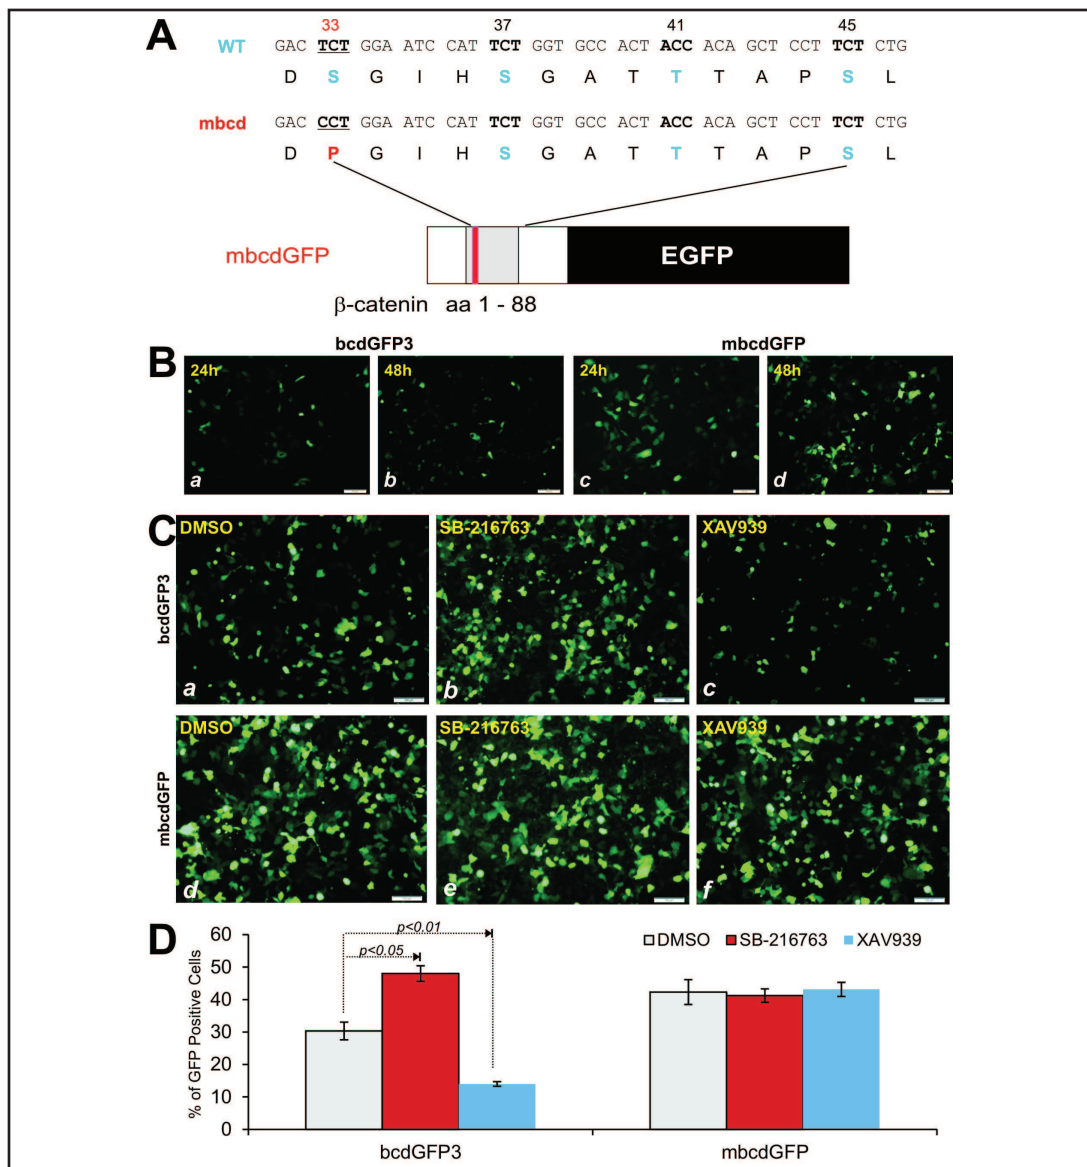 A
33 37 41 45
WT GAC TCT GGA ATC CAT TCT GGT GCC ACT ACC ACA GCT CCT TCT CTG
D S G I H S G A T T T A P S L
mbcd GAC CCT GGA ATC CAT TCT GGT GCC ACT ACC ACA GCT CCT TCT CTG
D P G I H S G A T T T A P S L
mbcdGFP EGFP
β-catenin aa 1 - 88
B
bcdGFP3 mbcdGFP
24h 48h 24h 48h
a b c d
C
DMSO SB-216763 XAV939
bcdGFP3
a b c
DMSO SB-216763 XAV939
mbcdGFP
d e f
D
% of GFP Positive Cells
60
50
40
30
20
10
0
p<0.01
p<0.05
DMSO SB-216763 XAV939
bcdGFP3 mbcdGFP